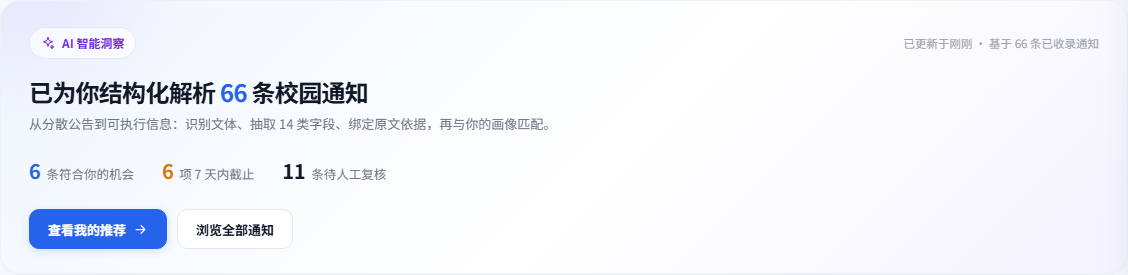 AI 智能洞察
已更新于刚刚 • 基于 66 条已收录通知
已为你结构化解析 66 条校园通知
从分散公告到可执行信息：识别文体、抽取 14 类字段、绑定原文依据，再与你的画像匹配。
6 条符合你的机会 6 项 7 天内截止 11 条待人工复核
查看我的推荐 → 浏览全部通知